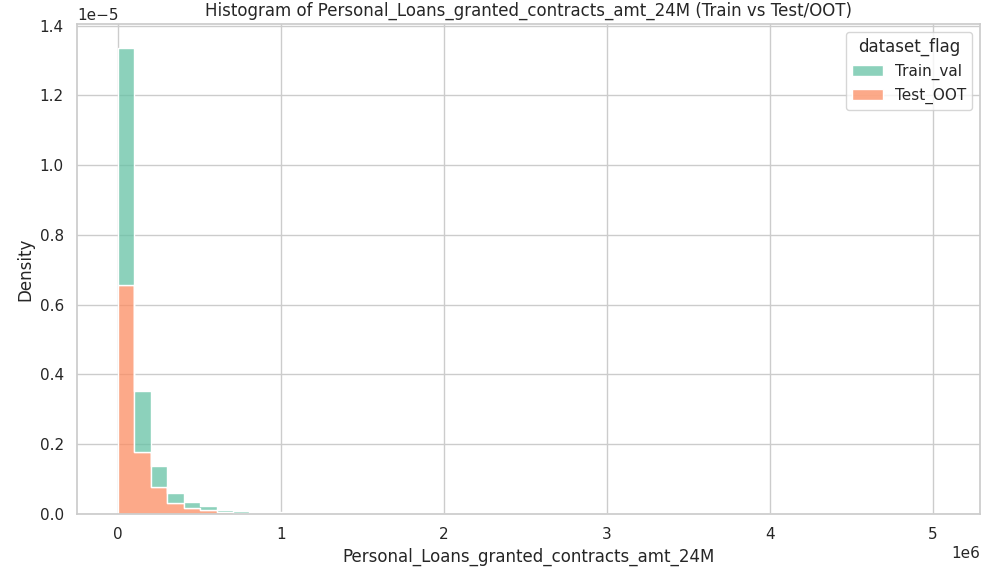 Histogram of Personal_Loans_granted_contracts_amt_24M (Train vs Test/OOT)
1e−5
dataset_flag
Train_val
Test_OOT
1.4
1.2
1.0
0.8
0.6
0.4
0.2
0.0
Density
0 1 2 3 4 5
1e6
Personal_Loans_granted_contracts_amt_24M